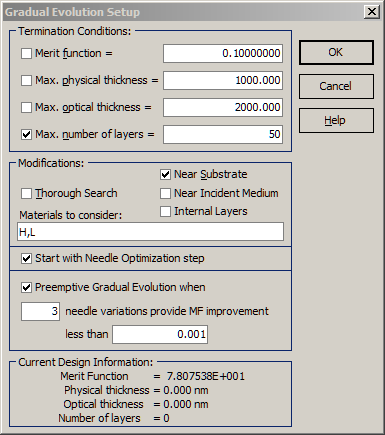 Gradual Evolution Setup
Termination Conditions:
Merit function = 0.10000000
Max. physical thickness = 1000.000
Max. optical thickness = 2000.000
Max. number of layers = 50
OK
Cancel
Help
Modifications:
Near Substrate
Thorough Search
Near Incident Medium
Internal Layers
Materials to consider:
H,L
Start with Needle Optimization step
Preemptive Gradual Evolution when
3 needle variations provide MF improvement
less than 0.001
Current Design Information:
Merit Function = 7.807538E+001
Physical thickness = 0.000 nm
Optical thickness = 0.000 nm
Number of layers = 0